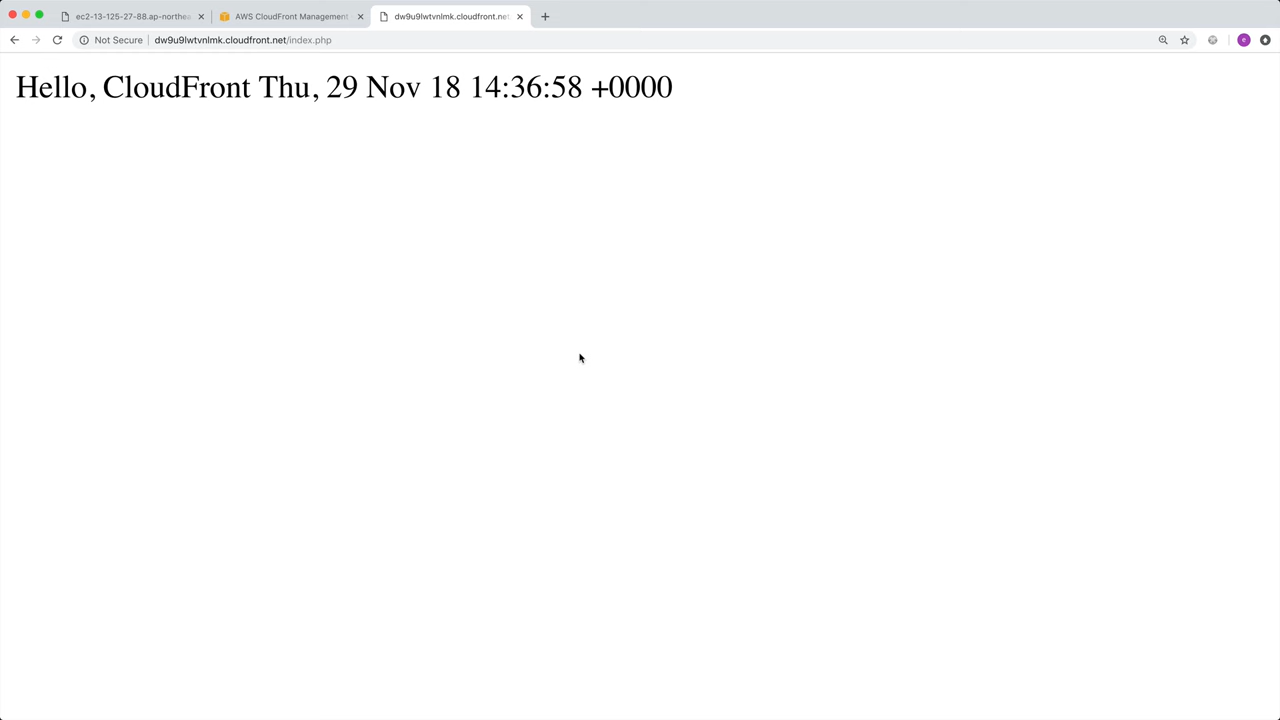 ec2-13-125-27-88.ap-northea
AWS CloudFront Management
dw9u9lwtvnlmk.cloudfront.net
Not Secure
dw9u9lwtvnlmk.cloudfront.net/index.php
e
Hello, CloudFront Thu, 29 Nov 18 14:36:58 +0000